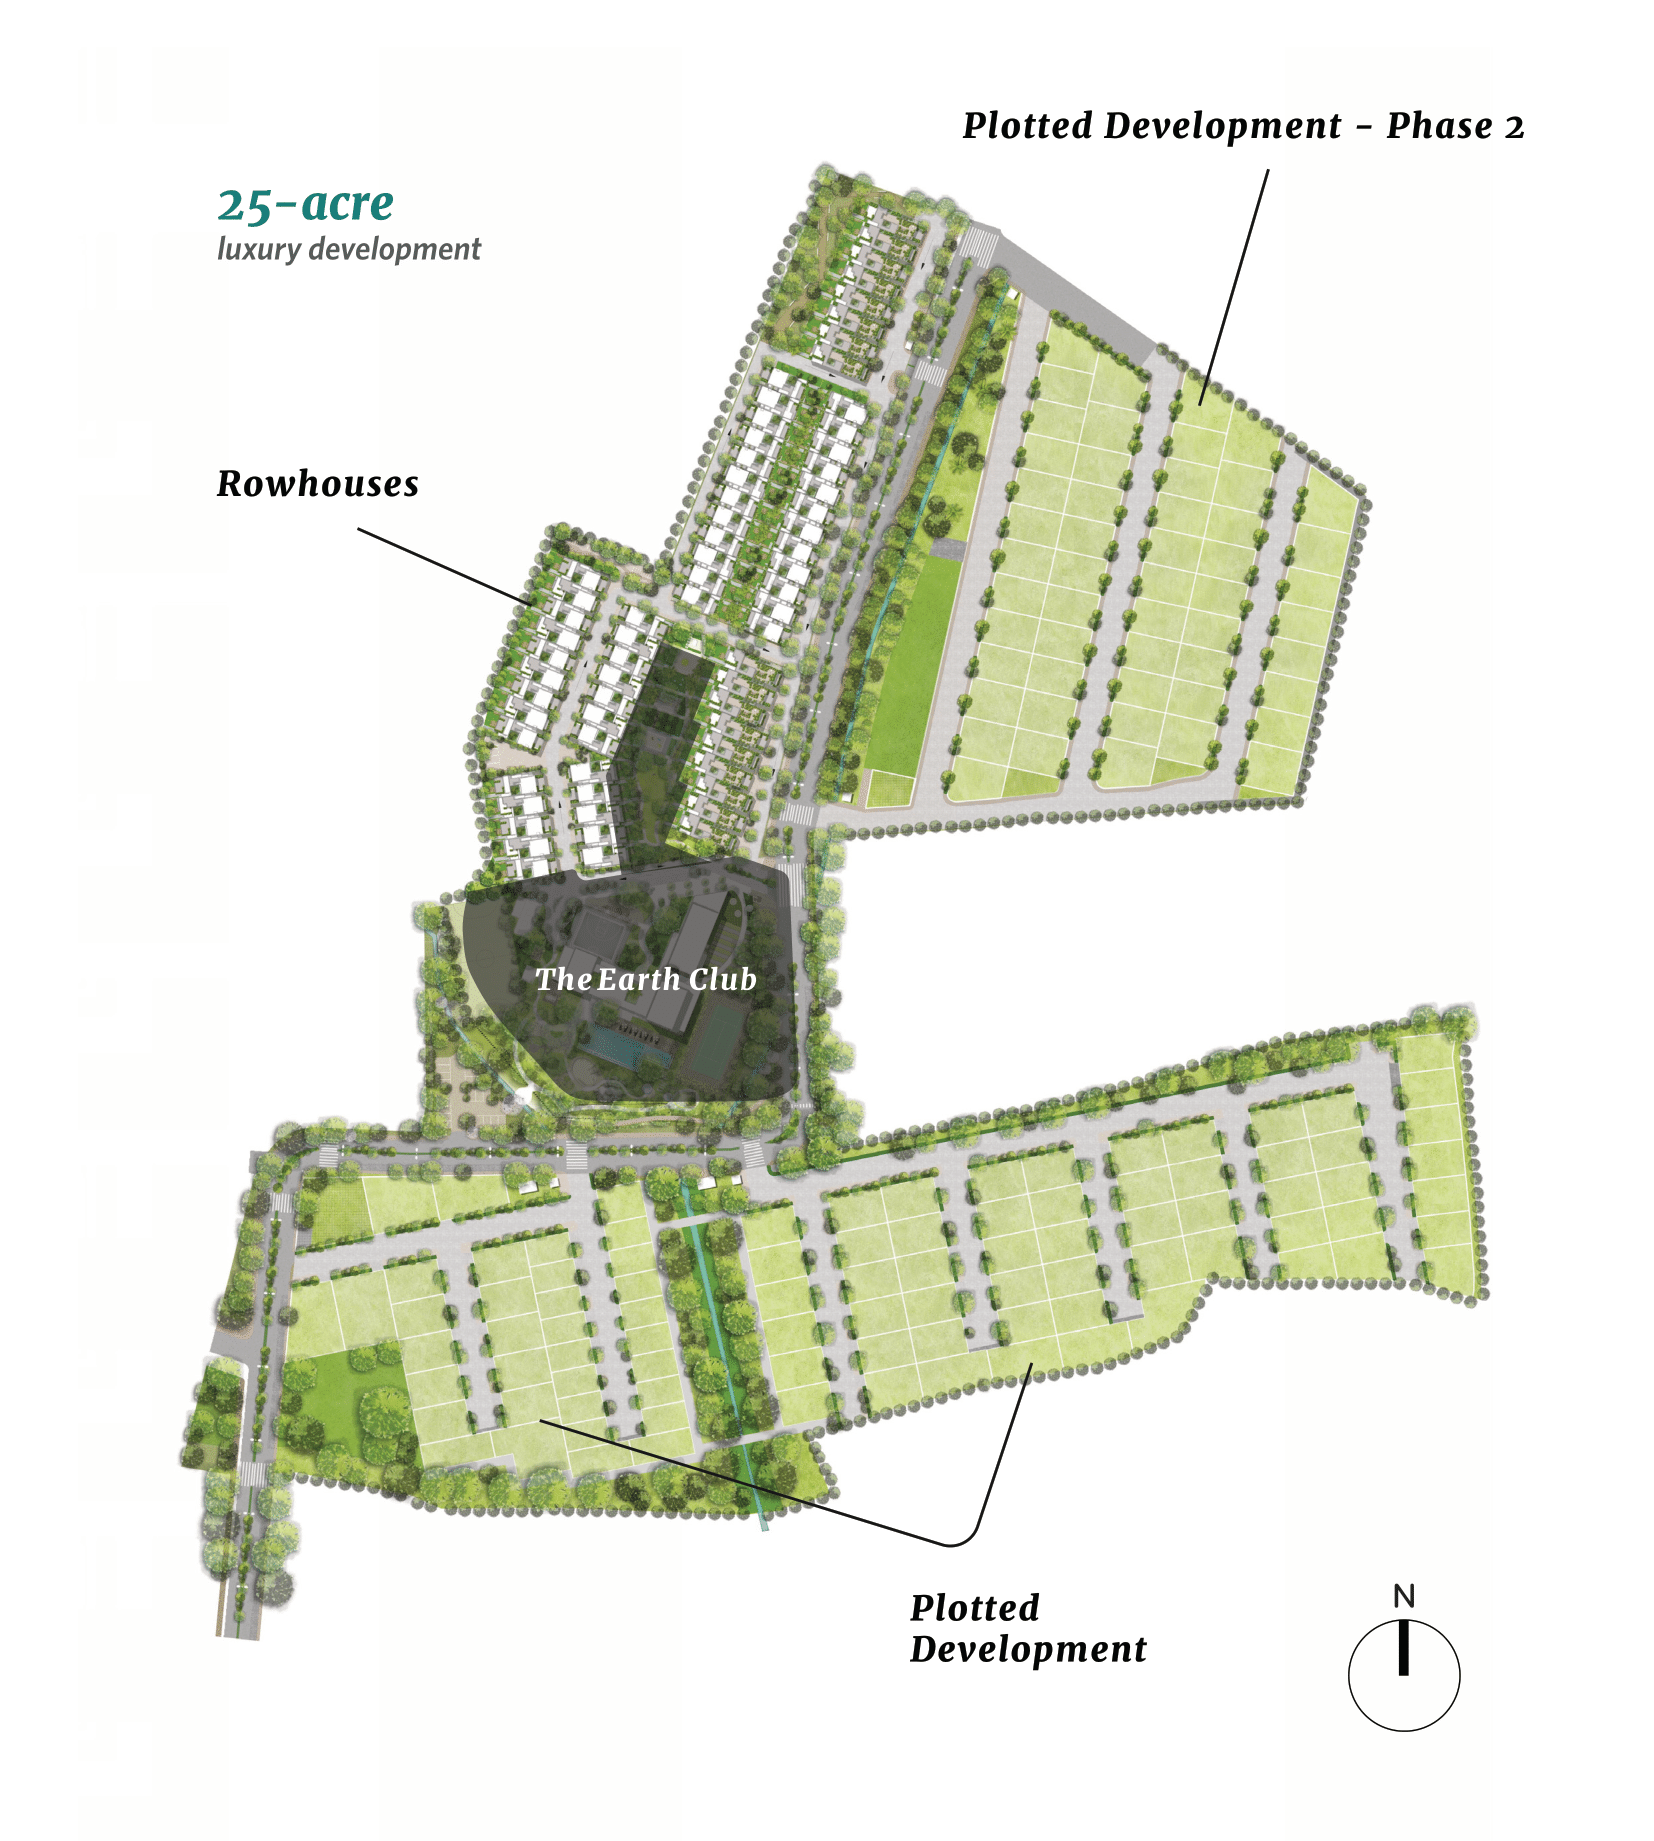 Plotted Development - Phase 2
25-acre
luxury development
Rowhouses
The Earth Club
Plotted
Development
N